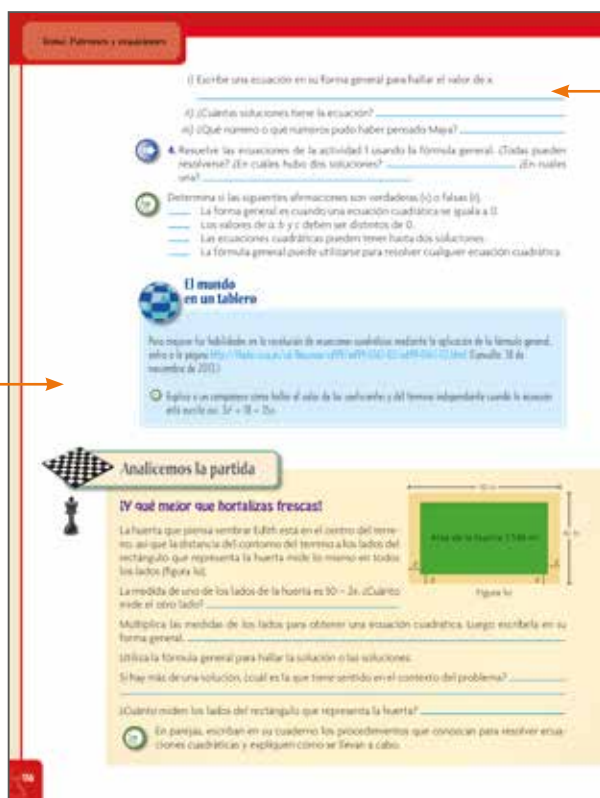 Temas: Patrones y ecuaciones
i) Escribe una ecuación en su forma general para hallar el valor de x.
ii) ¿Cuántas soluciones tiene la ecuación?
iii) ¿Qué número o qué números pudo haber pensado Maya?
4. Resuelve las ecuaciones de la actividad 1 usando la fórmula general. ¿Todas pueden
resolverse? ¿En cuáles hubo dos soluciones? ¿En cuáles
una?
Determina si las siguientes afirmaciones son verdaderas (v) o falsas (f).
La forma general es cuando una ecuación cuadrática se iguala a 0.
Los valores de a, b y c deben ser distintos de 0.
Las ecuaciones cuadráticas pueden tener hasta dos soluciones.
La fórmula general puede utilizarse para resolver cualquier ecuación cuadrática.
El mundo
en un tablero
Para mejorar tus habilidades en la resolución de ecuaciones cuadráticas mediante la aplicación de la fórmula general,
entra a la página (Consulta: 18 de
noviembre de 2013.)
Explica a un compañero cómo hallar el valor de los coeficientes y del término independiente cuando la ecuación
está escrita así:
Analicemos la partida
¡Y qué mejor que hortalizas frescas!
La huerta que piensa sembrar Edith está en el centro del terre-
no, así que la distancia del contorno del terreno a los lados del
rectángulo que representa la huerta mide lo mismo en todos
los lados (figura 1a).
La medida de uno de los lados de la huerta es 50 – 2x. ¿Cuánto
mide el otro lado?
Área de la huerta
Figura 1a
Multiplica las medidas de los lados para obtener una ecuación cuadrática. Luego escríbela en su
forma general.
Utiliza la fórmula general para hallar la solución o las soluciones.
Si hay más de una solución, ¿cuál es la que tiene sentido en el contexto del problema?
¿Cuánto miden los lados del rectángulo que representa la huerta?
En parejas, escriban en su cuaderno los procedimientos que conozcan para resolver ecua-
ciones cuadráticas y expliquen cómo se llevan a cabo.
116